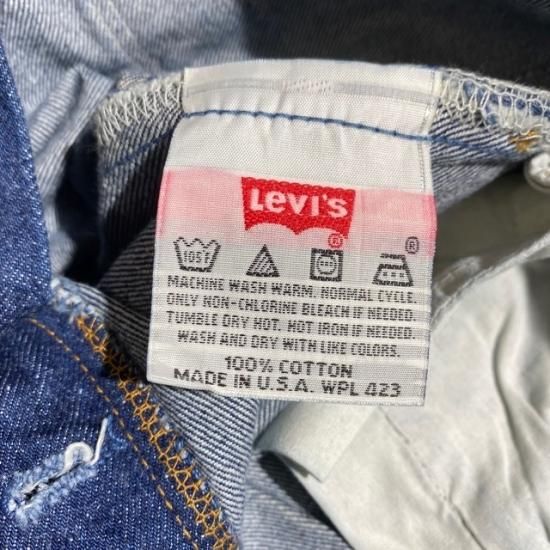 Levi's
®
105F ®
MACHINE WASH WARM. NORMAL CYCLE.
ONLY NON-CHLORINE BLEACH IF NEEDED.
TUMBLE DRY HOT. HOT IRON IF NEEDED.
WASH AND DRY WITH LIKE COLORS.
100% COTTON
MADE IN U.S.A. WPL 423